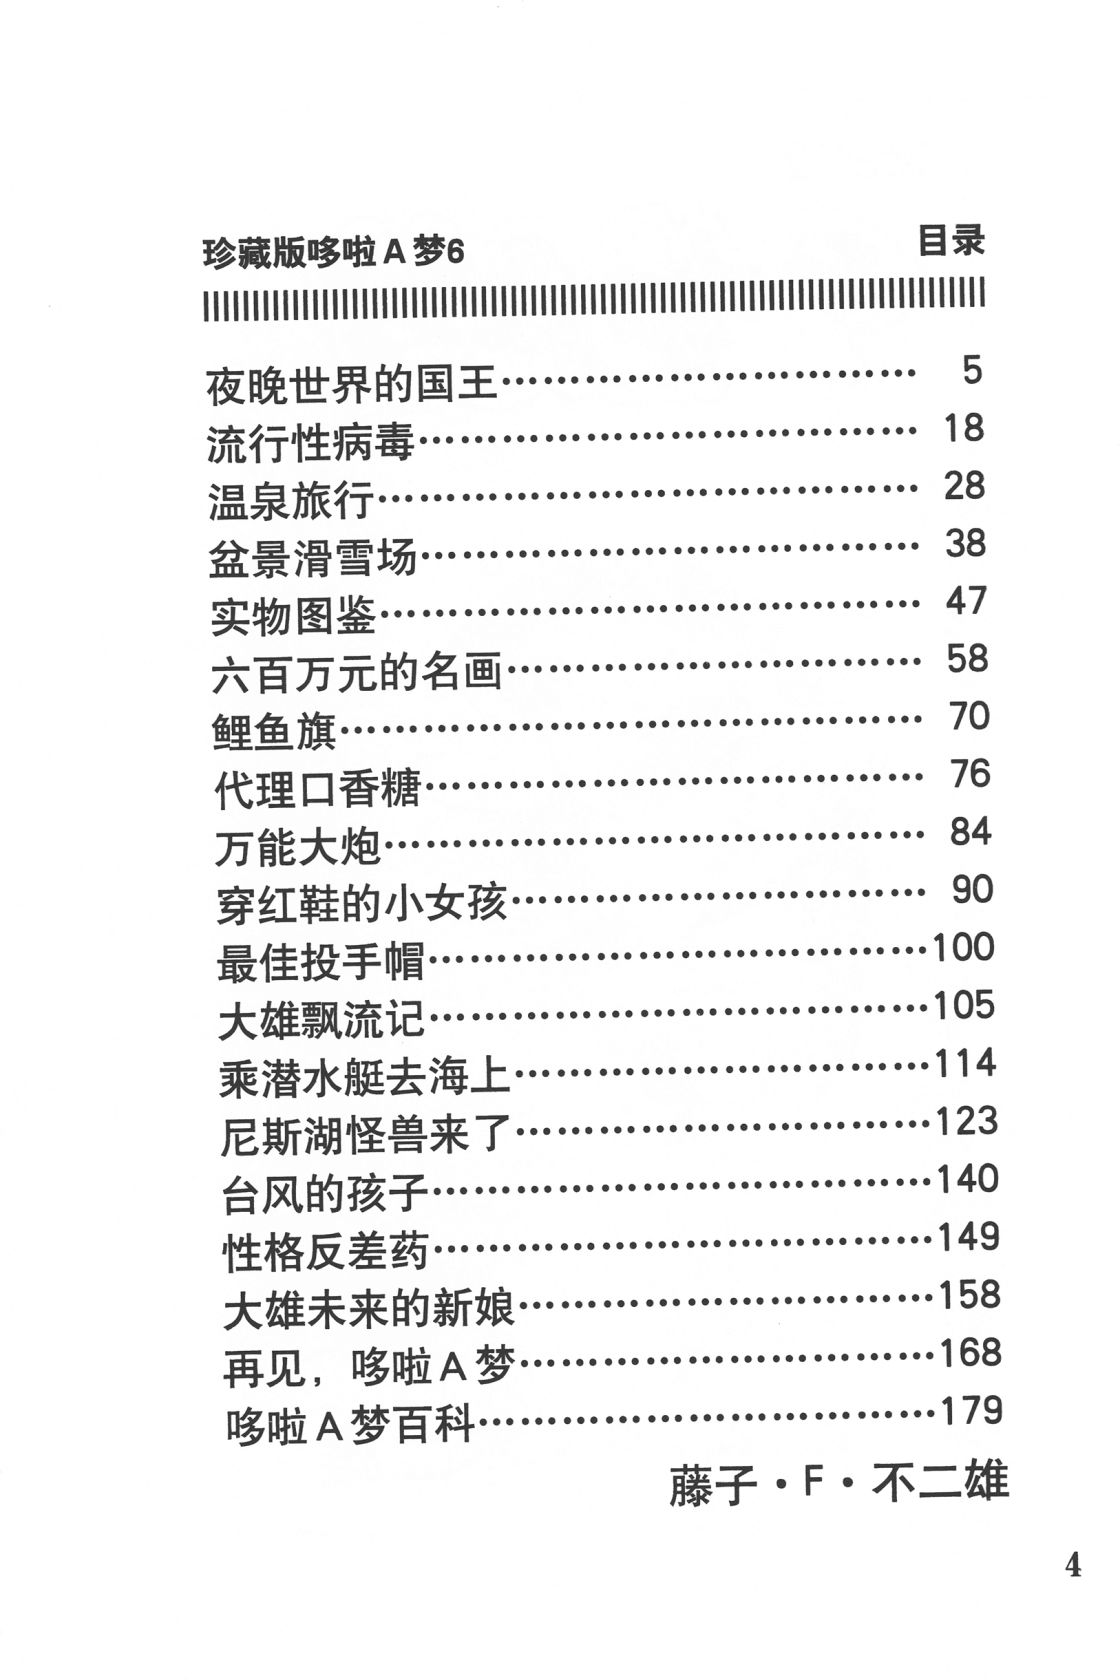 珍藏版哆啦A梦6 目录
夜晚世界的国王…………………………… 5
流行性病毒………………………………… 18
温泉旅行…………………………………… 28
盆景滑雪场………………………………… 38
实物图鉴…………………………………… 47
六百万元的名画…………………………… 58
鲤鱼旗……………………………………… 70
代理口香糖………………………………… 76
万能大炮…………………………………… 84
穿红鞋的小女孩…………………………… 90
最佳投手帽…………………………………100
大雄飘流记…………………………………105
乘潜水艇去海上……………………………114
尼斯湖怪兽来了……………………………123
台风的孩子…………………………………140
性格反差药…………………………………149
大雄未来的新娘……………………………158
再见，哆啦A梦……………………………168
哆啦A梦百科………………………………179
藤子·F·不二雄
4